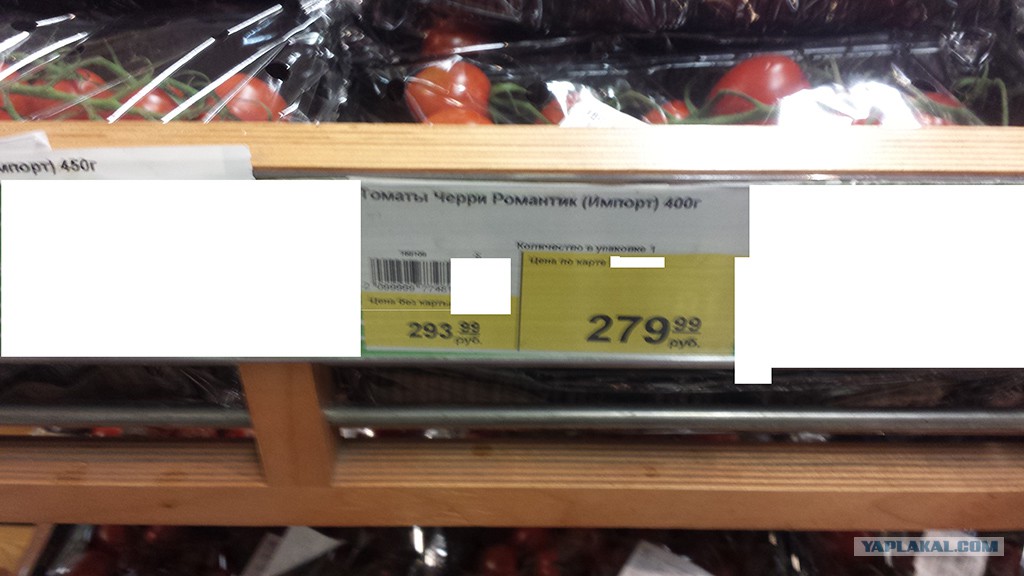 мпорт) 450г
Томаты Черри Романтик (Импорт) 400г
Количество в упаковке 1
Цена по карте
Цена без карты
293 99
руб.
279 99
руб.
YAPLAKAL.COM